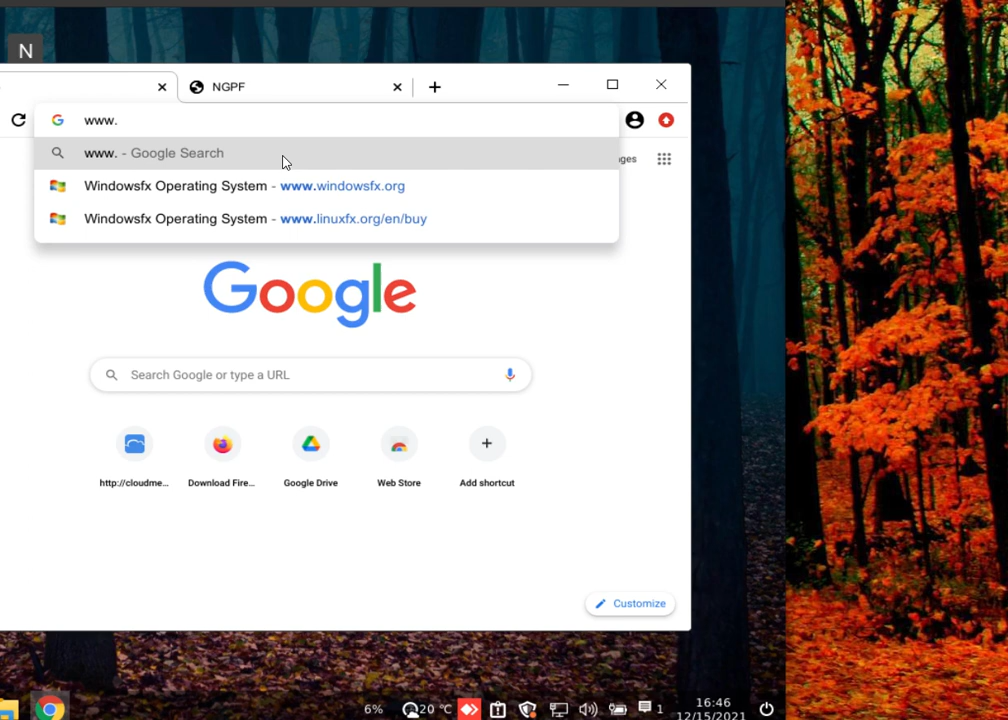 N
NGPF
www.
www. - Google Search
ges
Windowsfx Operating System - www.windowsfx.org
Windowsfx Operating System - www.linuxfx.org/en/buy
Google
Search Google or type a URL
http://cloudme... Download Fire... Google Drive Web Store Add shortcut
Customize
6% 20 °C 1 16:46
12/15/2021